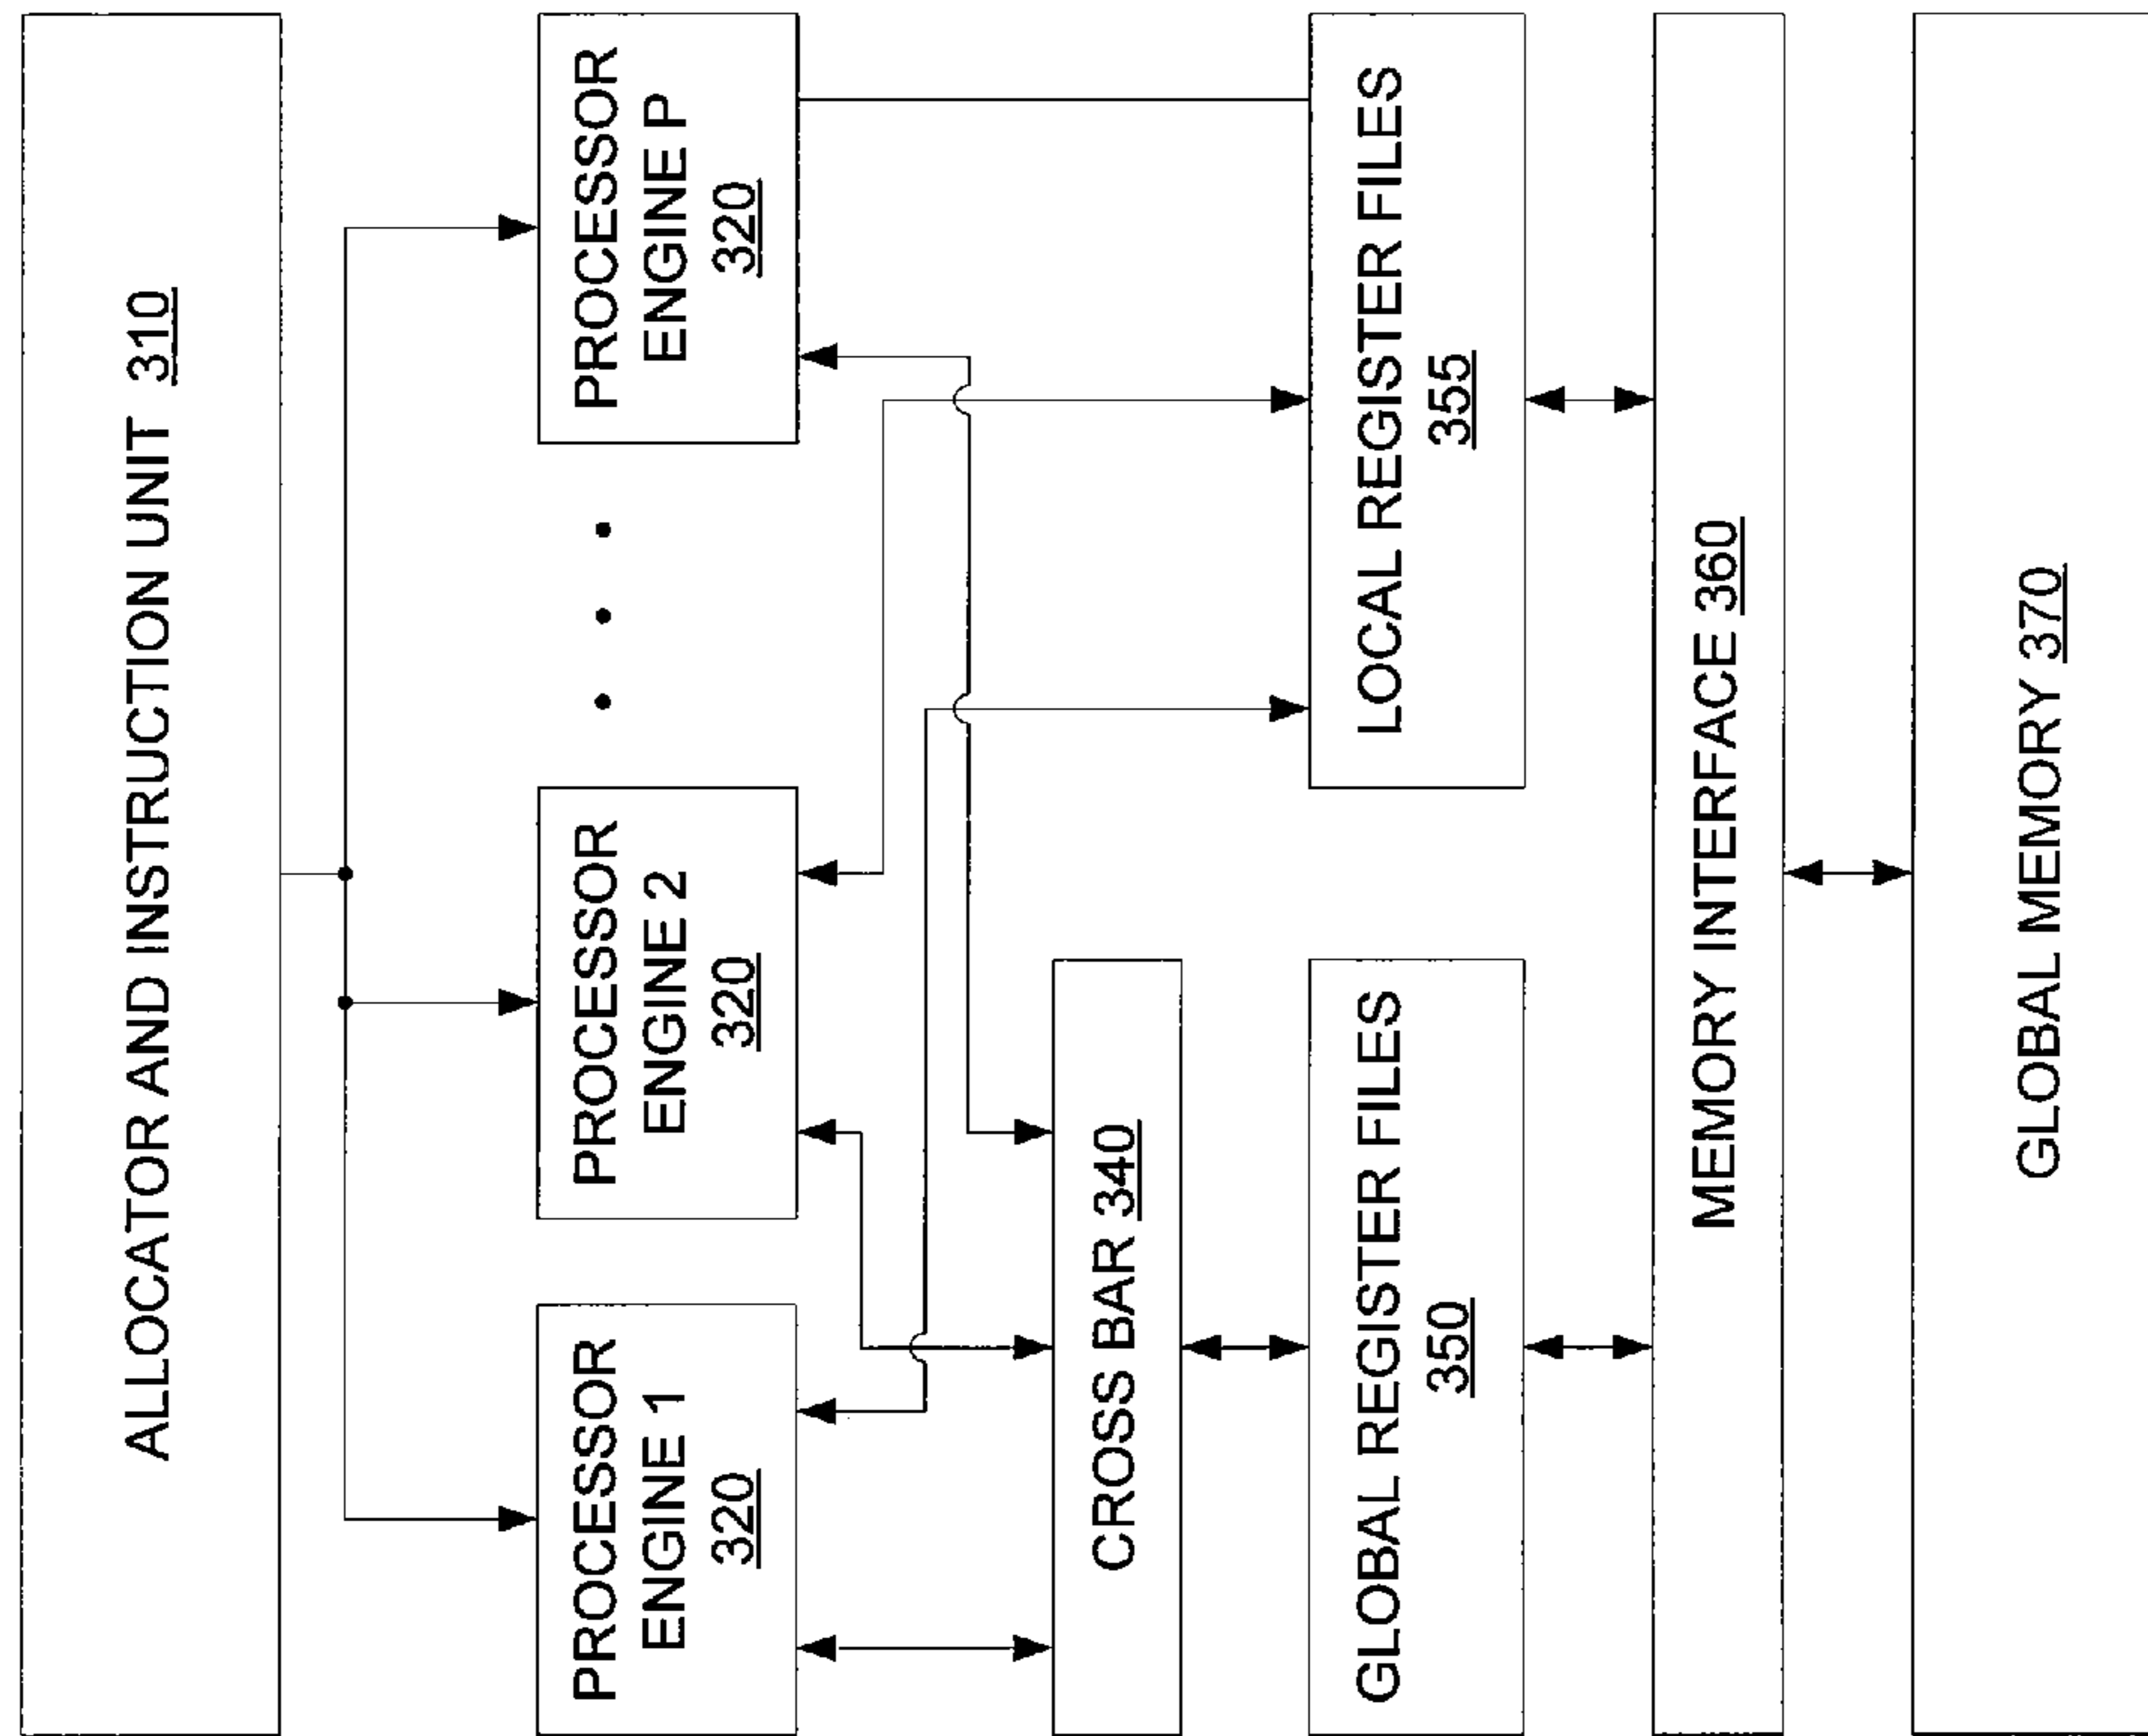 ALLOCATOR AND INSTRUCTION UNIT 310
PROCESSOR
ENGINE 1
320
PROCESSOR
ENGINE 2
320
PROCESSOR
ENGINE P
320
CROSS BAR 340
GLOBAL REGISTER FILES
350
LOCAL REGISTER FILES
355
MEMORY INTERFACE 360
GLOBAL MEMORY 370